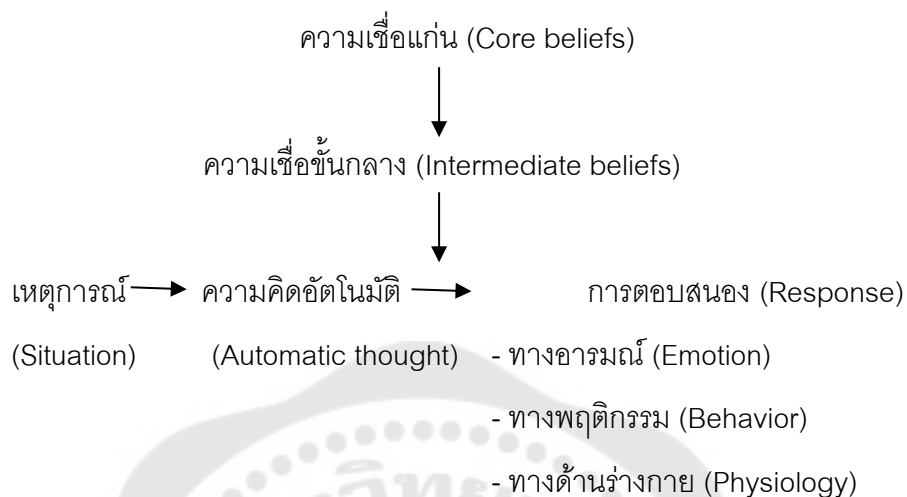 ความเชื่อแก่น (Core beliefs)
ความเชื่อขั้นกลาง (Intermediate beliefs)
เหตุการณ์ ความคิดอัตโนมัติ การตอบสนอง (Response)
(Situation) (Automatic thought) - ทางอารมณ์ (Emotion)
- ทางพฤติกรรม (Behavior)
- ทางด้านร่างกาย (Physiology)